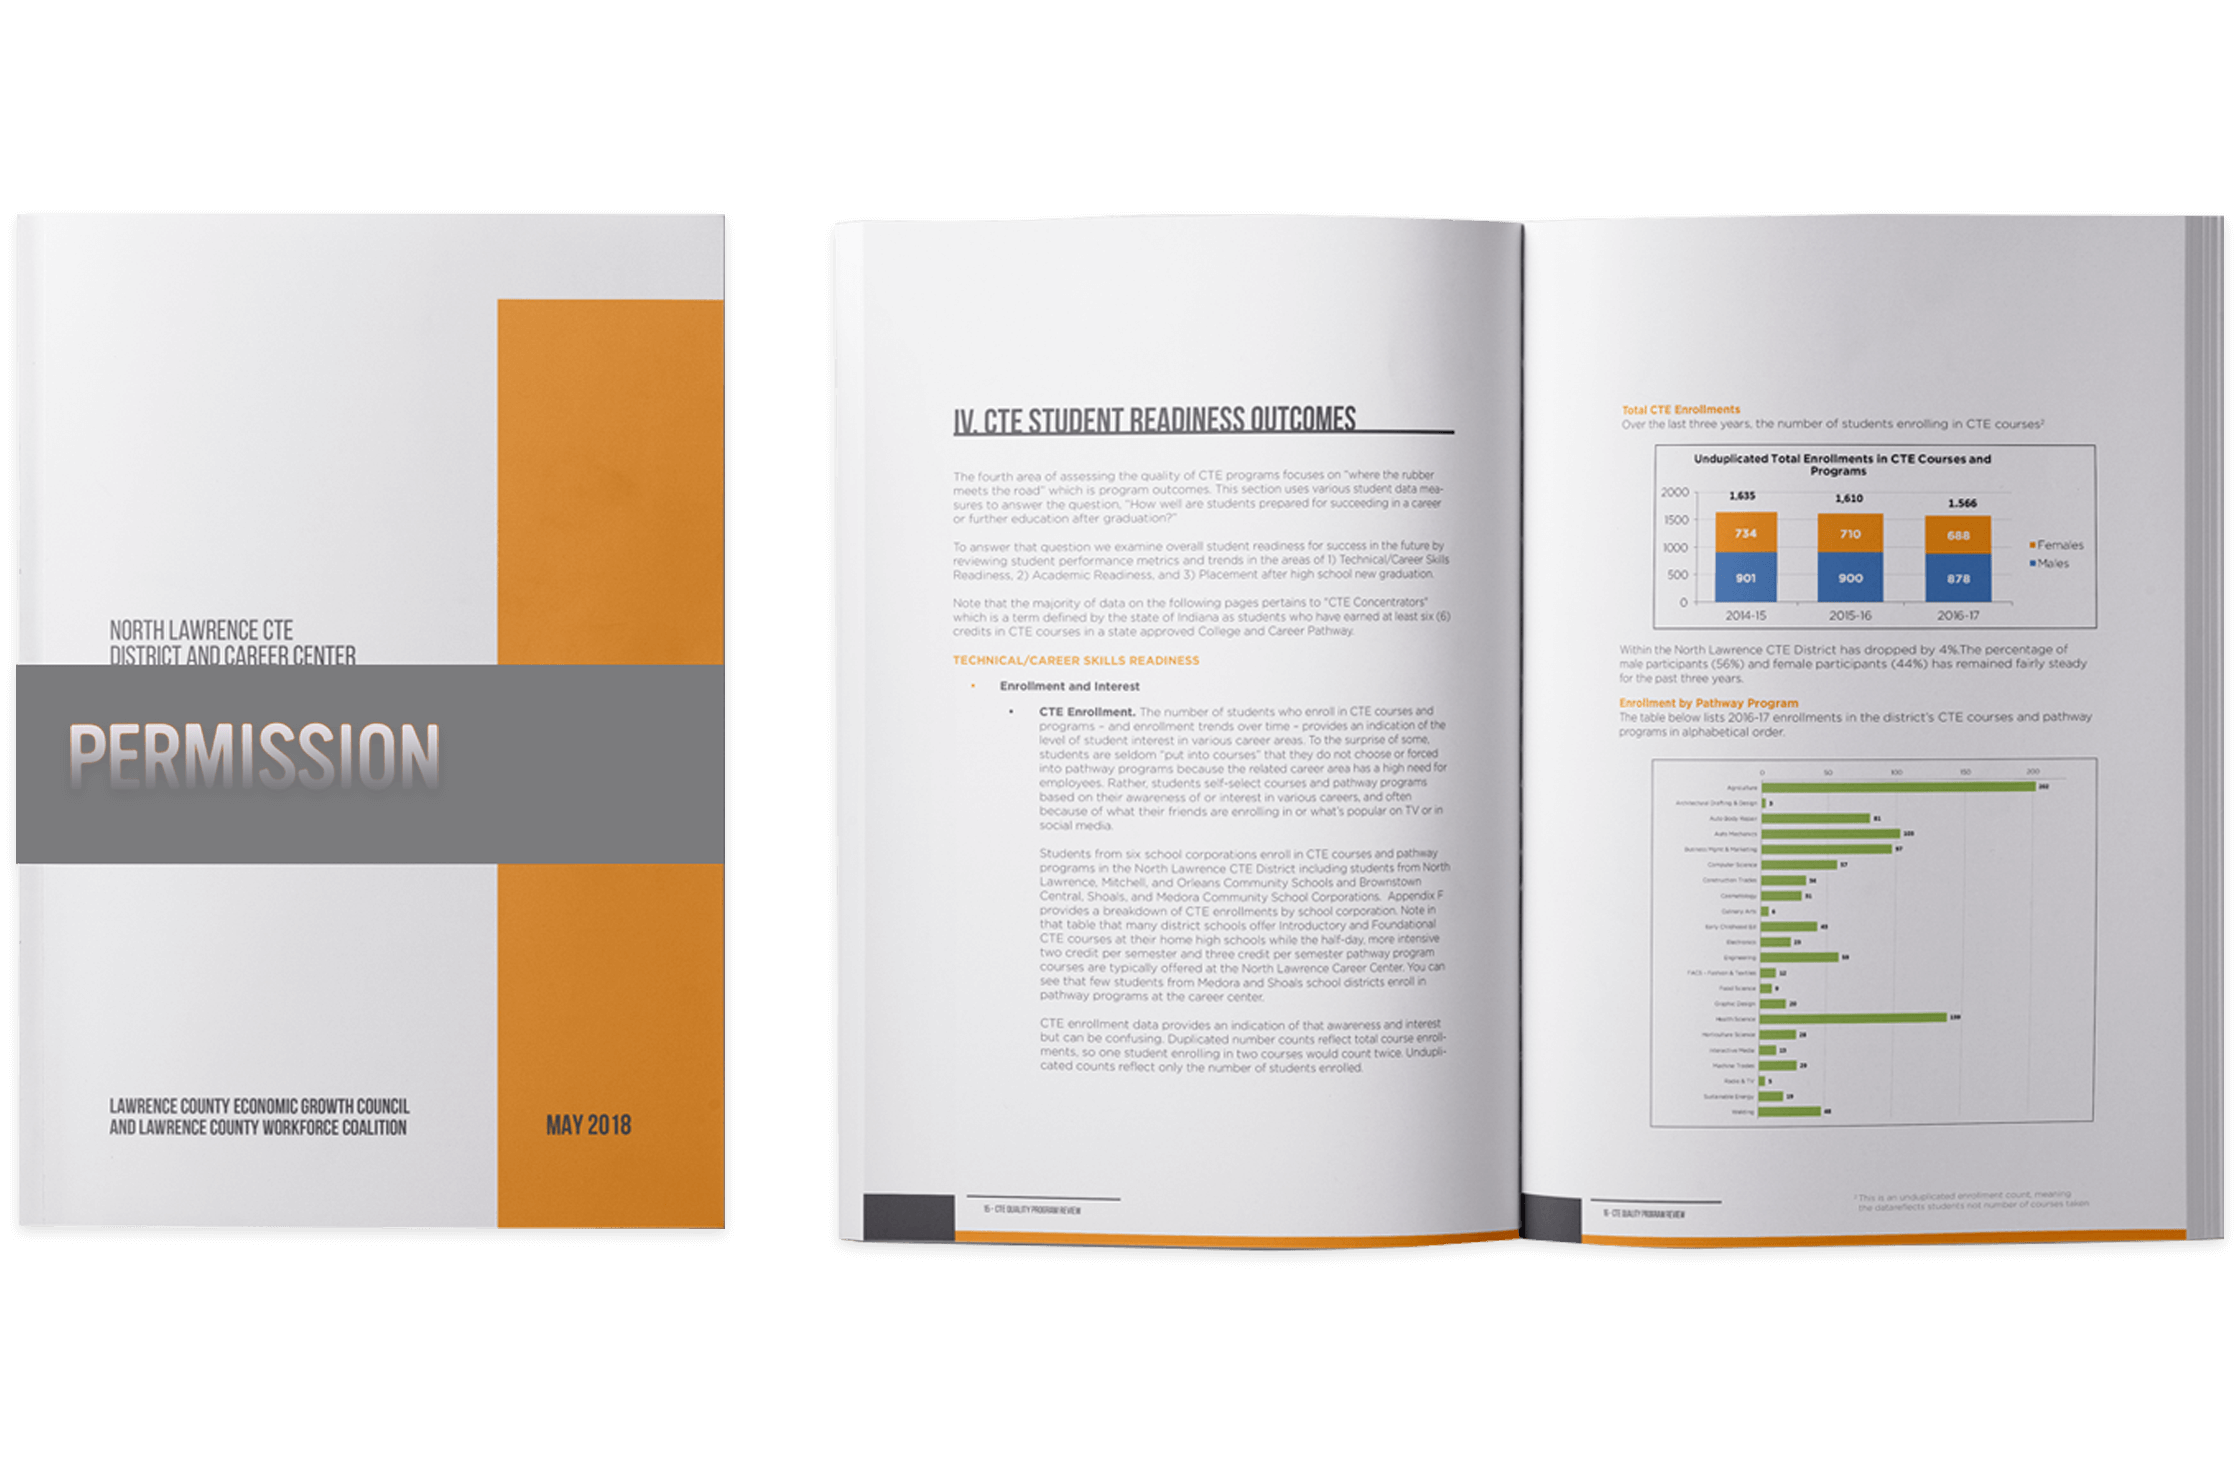 NORTH LAWRENCE CTE
DISTRICT AND CAREER CENTER
PERMISSION
LAWRENCE COUNTY ECONOMIC GROWTH COUNCIL
AND LAWRENCE COUNTY WORKFORCE COALITION
MAY 2018
IV. CTE STUDENT READINESS OUTCOMES
The fourth area of assessing the quality of CTE programs focuses on "where the rubber
meets the road" which is program outcomes. This section uses various student data mea-
sures to answer the question, "How well are students prepared for succeeding in a career
or further education after graduation?"
To answer that question we examine overall student readiness for success in the future by
reviewing student performance metrics and trends in the areas of 1) Technical/Career Skills
Readiness, 2) Academic Readiness, and 3) Placement after high school new graduation.
Note that the majority of data on the following pages pertains to "CTE Concentrators"
which is a term defined by the state of Indiana as students who have earned at least six (6)
credits in CTE courses in a state approved College and Career Pathway.
TECHNICAL/CAREER SKILLS READINESS
• Enrollment and Interest
• CTE Enrollment. The number of students who enroll in CTE courses and
programs – and enrollment trends over time – provides an indication of the
level of student interest in various career areas. To the surprise of some,
students are seldom "put into courses" that they do not choose or forced
into pathway programs because the related career area has a high need for
employees. Rather, students self-select courses and pathway programs
based on their awareness of or interest in various careers, and often
because of what their friends are enrolling in or what's popular on TV or in
social media.
Students from six school corporations enroll in CTE courses and pathway
programs in the North Lawrence CTE District including students from North
Lawrence, Mitchell, and Orleans Community Schools and Brownstown
Central, Shoals, and Medora Community School Corporations. Appendix F
provides a breakdown of CTE enrollments by school corporation. Note in
that table that many district schools offer Introductory and Foundational
CTE courses at their home high schools while the half-day, more intensive
two credit per semester and three credit per semester pathway program
courses are typically offered at the North Lawrence Career Center. You can
see that few students from Medora and Shoals school districts enroll in
pathway programs at the career center.
CTE enrollment data provides an indication of that awareness and interest
but can be confusing. Duplicated number counts reflect total course enroll-
ments, so one student enrolling in two courses would count twice. Undupli-
cated counts reflect only the number of students enrolled.
15 - CTE QUALITY PROGRAM REVIEW
Total CTE Enrollments
Over the last three years, the number of students enrolling in CTE courses²
Unduplicated Total Enrollments in CTE Courses and
Programs
2000 1,635 1,610 1.566
1500
734 710 688
1000
Females
Males
500 901 900 878
0
2014-15 2015-16 2016-17
Within the North Lawrence CTE District has dropped by 4%.The percentage of
male participants (56%) and female participants (44%) has remained fairly steady
for the past three years.
Enrollment by Pathway Program
The table below lists 2016-17 enrollments in the district's CTE courses and pathway
programs in alphabetical order.
0 50 100 150 200
Agriculture 202
Architectural Drafting & Design 3
Auto Body Repair 81
Auto Mechanics 103
Business Mgmt & Marketing 97
Computer Science 57
Construction Trades 34
Cosmetology 31
Culinary Arts 6
Early Childhood Ed 43
Electronics 23
Engineering 59
FACS - Fashion & Textiles 12
Food Science 9
Graphic Design 20
Health Science 139
Horticulture Science 28
Interactive Media 13
Machine Trades 29
Radio & TV 5
Sustainable Energy 19
Welding 46
² This is an unduplicated enrollment count, meaning
the datareflects students not number of courses taken
CTE QUALITY PROGRAM REVIEW